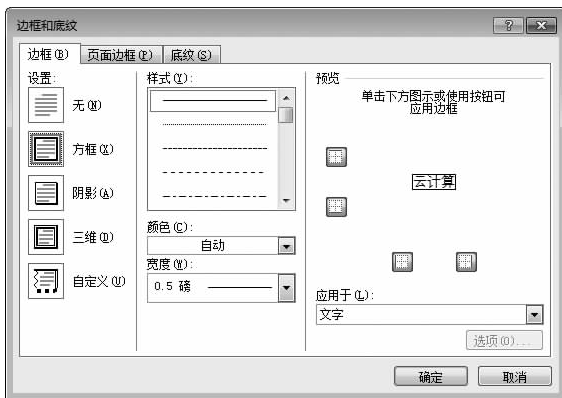 边框和底纹
边框(B) 页面边框(P) 底纹(S)
设置:
无(N)
方框(X)
阴影(A)
三维(D)
自定义(U)
样式(Y):
颜色(C):
自动
宽度(W):
0.5 磅
预览
单击下方图示或使用按钮可
应用边框
云计算
应用于(L):
文字
选项(O)...
确定 取消